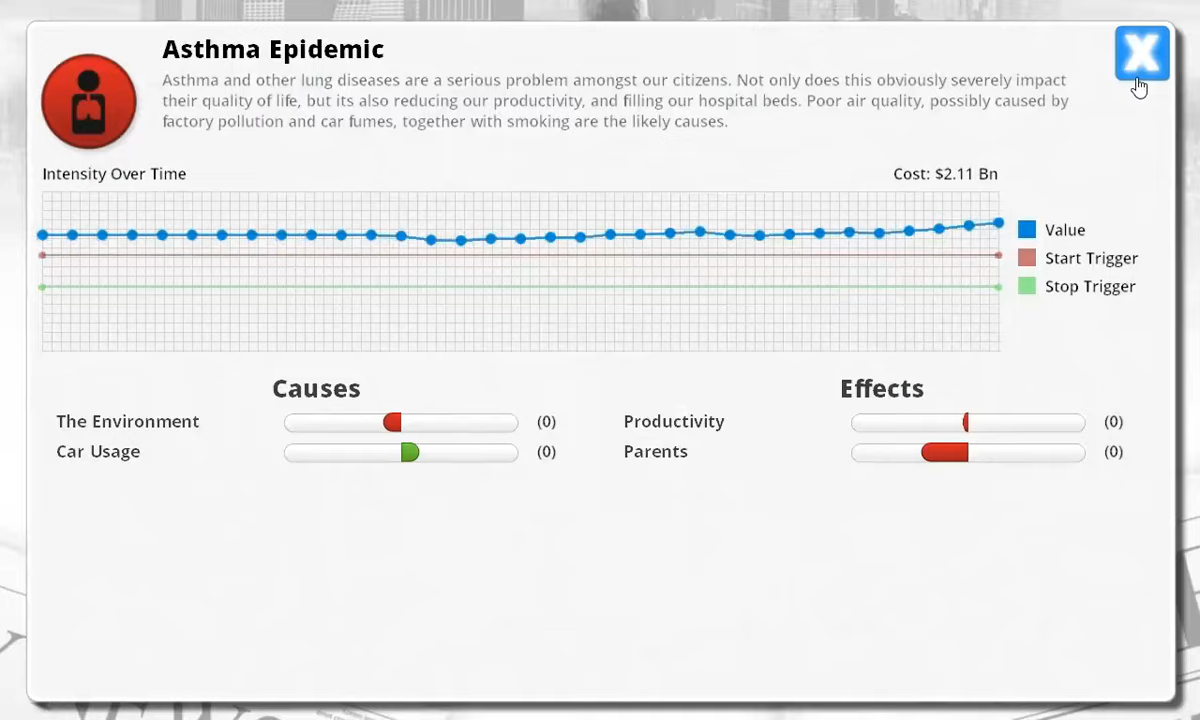 Asthma Epidemic
X
Asthma and other lung diseases are a serious problem amongst our citizens. Not only does this obviously severely impact
their quality of life, but its also reducing our productivity, and filling our hospital beds. Poor air quality, possibly caused by
factory pollution and car fumes, together with smoking are the likely causes.
Intensity Over Time
Cost: $2.11 Bn
Value
Start Trigger
Stop Trigger
Causes
The Environment (0)
Car Usage (0)
Effects
Productivity (0)
Parents (0)